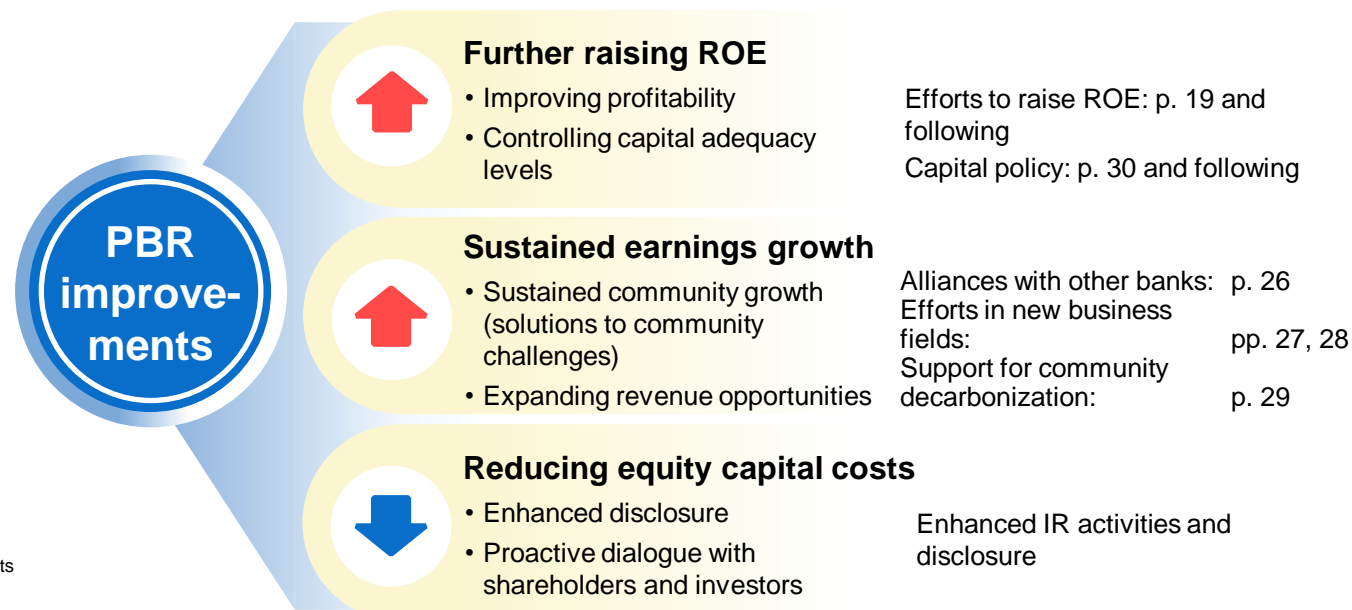 PBR
improve-
ments
Further raising ROE
• Improving profitability
• Controlling capital adequacy
levels
Efforts to raise ROE: p. 19 and
following
Capital policy: p. 30 and following
Sustained earnings growth
• Sustained community growth
(solutions to community
challenges)
• Expanding revenue opportunities
Alliances with other banks: p. 26
Efforts in new business
fields: pp. 27, 28
Support for community
decarbonization: p. 29
Reducing equity capital costs
• Enhanced disclosure
• Proactive dialogue with
shareholders and investors
Enhanced IR activities and
disclosure
ts